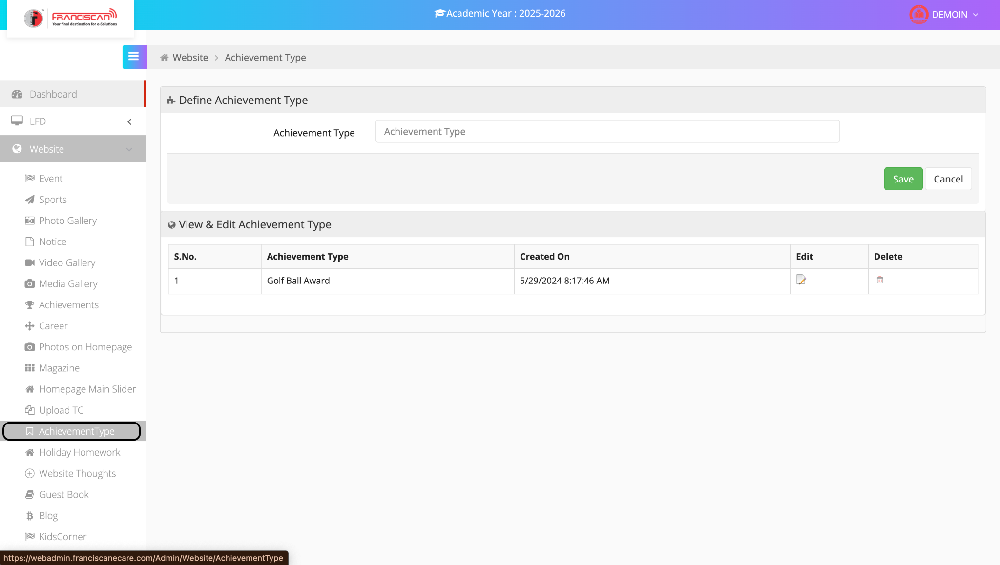 FRANCISCAN
Your final destination for e-Solutions
Academic Year : 2025-2026
DEMOIN
Website > Achievement Type
Dashboard
LFD
Website
Event
Sports
Photo Gallery
Notice
Video Gallery
Media Gallery
Achievements
Career
Photos on Homepage
Magazine
Homepage Main Slider
Upload TC
AchievementType
Holiday Homework
Website Thoughts
Guest Book
Blog
KidsCorner
Define Achievement Type
Achievement Type Achievement Type
Save Cancel
View & Edit Achievement Type
S.No. Achievement Type Created On Edit Delete
1 Golf Ball Award 5/29/2024 8:17:46 AM
https://webadmin.franciscanecare.com/Admin/Website/AchievementType